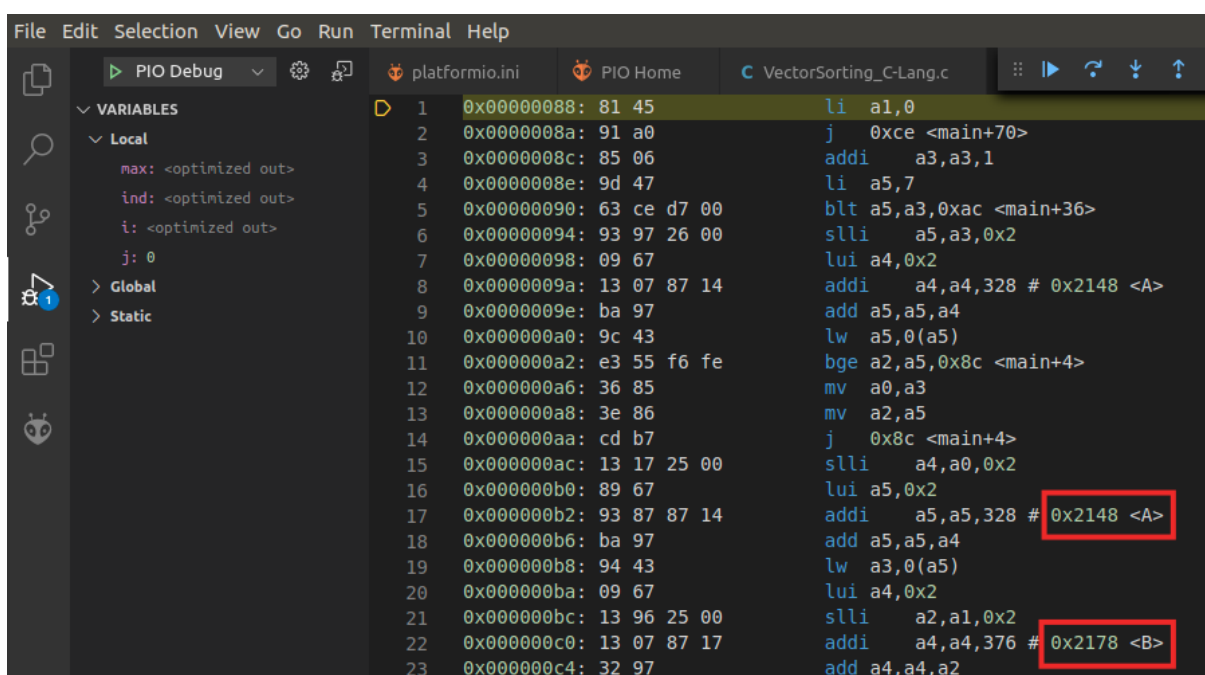 File Edit Selection View Go Run Terminal Help
PIO Debug
platformio.ini PIO Home C VectorSorting_C-Lang.c
VARIABLES
Local
max: <optimized out>
ind: <optimized out>
i: <optimized out>
j: 0
Global
Static
1
1 0x00000088: 81 45 li a1,0
2 0x0000008a: 91 a0 j 0xce <main+70>
3 0x0000008c: 85 06 addi a3,a3,1
4 0x0000008e: 9d 47 li a5,7
5 0x00000090: 63 ce d7 00 blt a5,a3,0xac <main+36>
6 0x00000094: 93 97 26 00 slli a5,a3,0x2
7 0x00000098: 09 67 lui a4,0x2
8 0x0000009a: 13 07 87 14 addi a4,a4,328 # 0x2148 <A>
9 0x0000009e: ba 97 add a5,a5,a4
10 0x000000a0: 9c 43 lw a5,0(a5)
11 0x000000a2: e3 55 f6 fe bge a2,a5,0x8c <main+4>
12 0x000000a6: 36 85 mv a0,a3
13 0x000000a8: 3e 86 mv a2,a5
14 0x000000aa: cd b7 j 0x8c <main+4>
15 0x000000ac: 13 17 25 00 slli a4,a0,0x2
16 0x000000b0: 89 67 lui a5,0x2
17 0x000000b2: 93 87 87 14 addi a5,a5,328 # 0x2148 <A>
18 0x000000b6: ba 97 add a5,a5,a4
19 0x000000b8: 94 43 lw a3,0(a5)
20 0x000000ba: 09 67 lui a4,0x2
21 0x000000bc: 13 96 25 00 slli a2,a1,0x2
22 0x000000c0: 13 07 87 17 addi a4,a4,376 # 0x2178 <B>
23 0x000000c4: 32 97 add a4,a4,a2